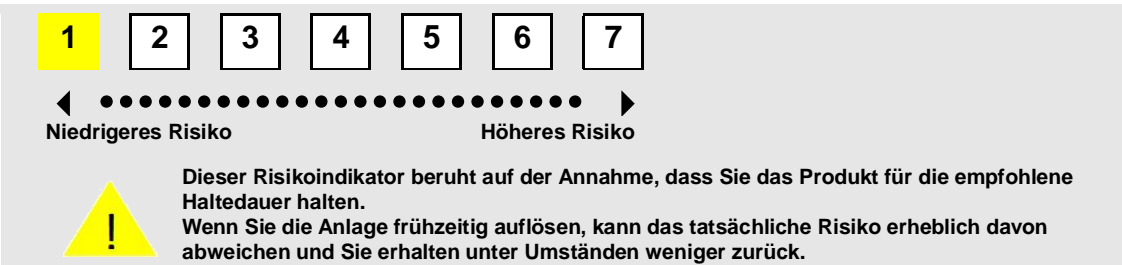 1 2 3 4 5 6 7
Niedrigeres Risiko Höheres Risiko
Dieser Risikoindikator beruht auf der Annahme, dass Sie das Produkt für die empfohlene
Haltedauer halten.
Wenn Sie die Anlage frühzeitig auflösen, kann das tatsächliche Risiko erheblich davon
abweichen und Sie erhalten unter Umständen weniger zurück.
!